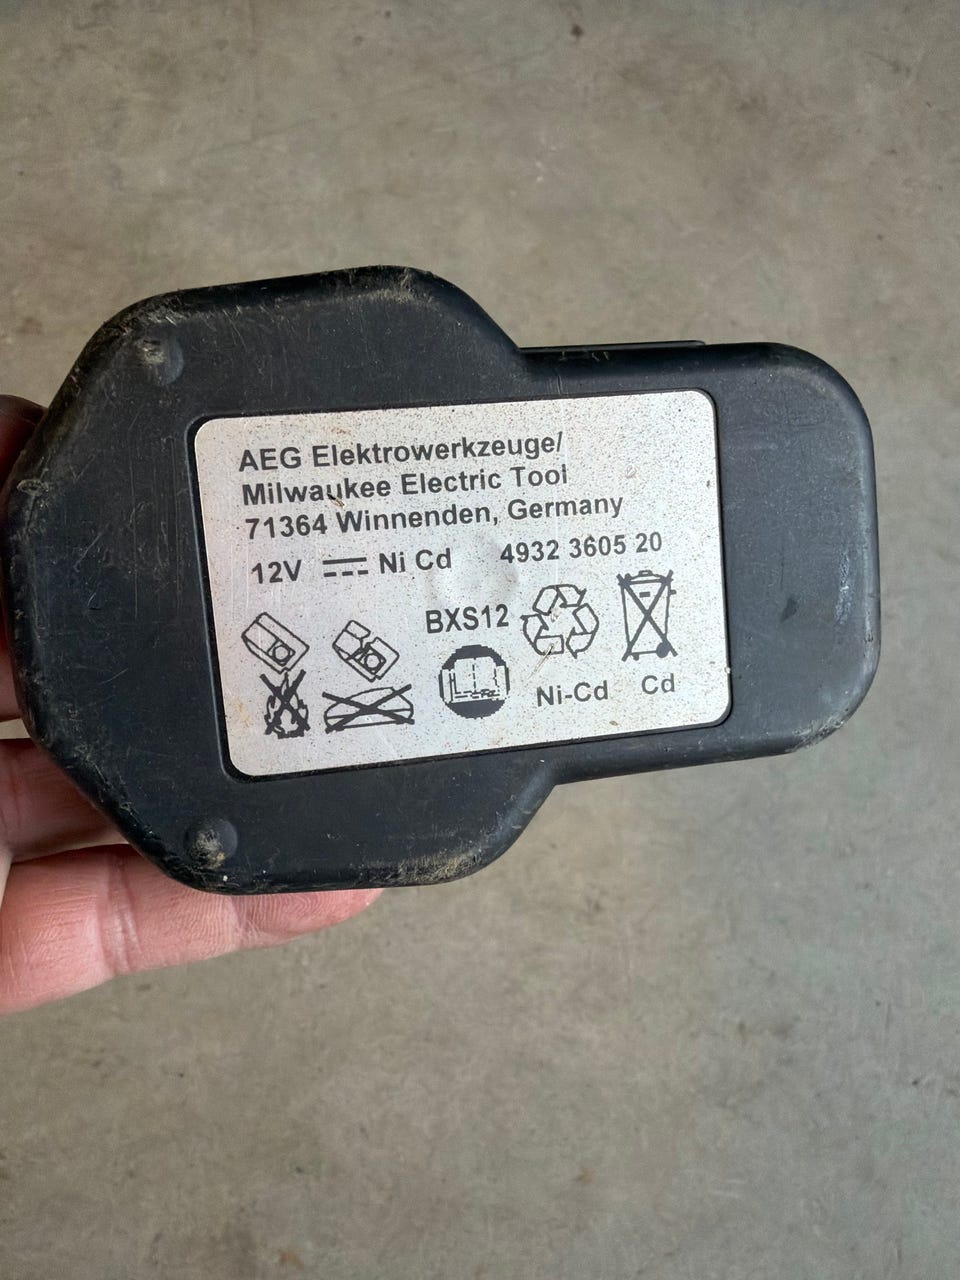 AEG Elektrowerkzeuge/
Milwaukee Electric Tool
71364 Winnenden, Germany
12V Ni Cd 4932 3605 20
BXS12
Ni-Cd Cd